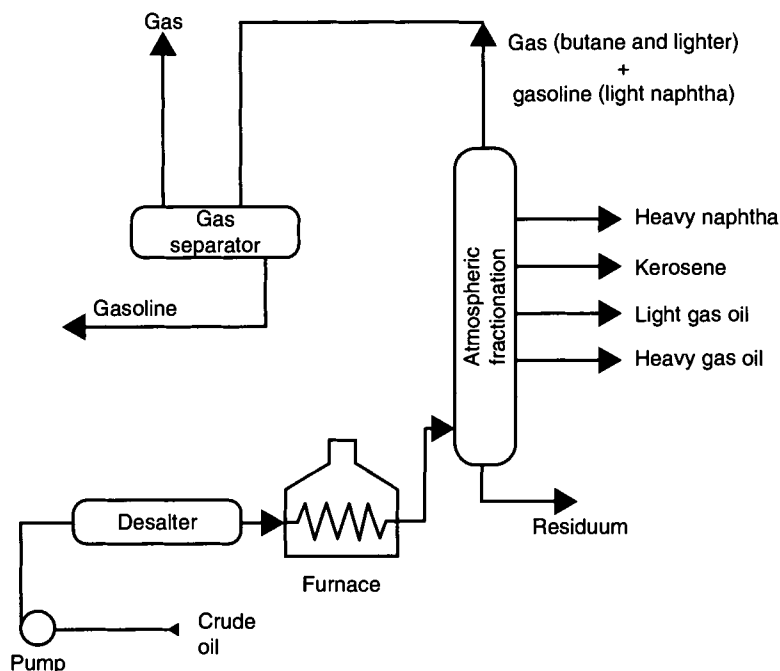 Gas
Gas (butane and lighter)
+
gasoline (light naphtha)
Gas
separator
Gasoline
Atmospheric
fractionation
Heavy naphtha
Kerosene
Light gas oil
Heavy gas oil
Residuum
Desalter
Furnace
Crude
oil
Pump